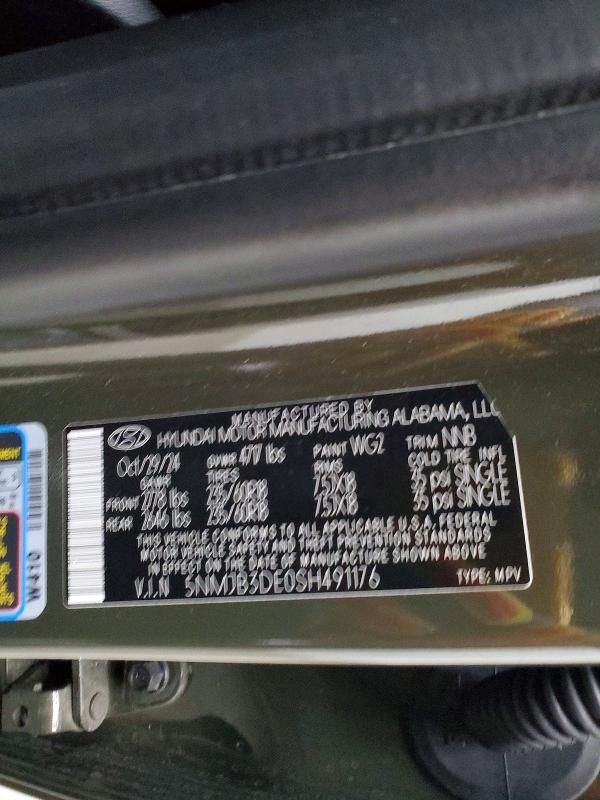 MANUFACTURED BY
HYUNDAI MOTOR MANUFACTURING ALABAMA, LLC
Oct/29/24 GVWR 4717 lbs PAINT WG2 TRIM NNB
GAWR TIRES RIMS COLD TIRE INFL
FRONT 2778 lbs 235/60R18 7.5JX18 35 psi SINGLE
REAR 2646 lbs 235/60R18 7.5JX18 35 psi SINGLE
THIS VEHICLE CONFORMS TO ALL APPLICABLE U.S.A. FEDERAL
MOTOR VEHICLE SAFETY AND THEFT PREVENTION STANDARDS
IN EFFECT ON THE DATE OF MANUFACTURE SHOWN ABOVE
V.I.N 5NMJB3DE0SH491176 TYPE: MPV
W410